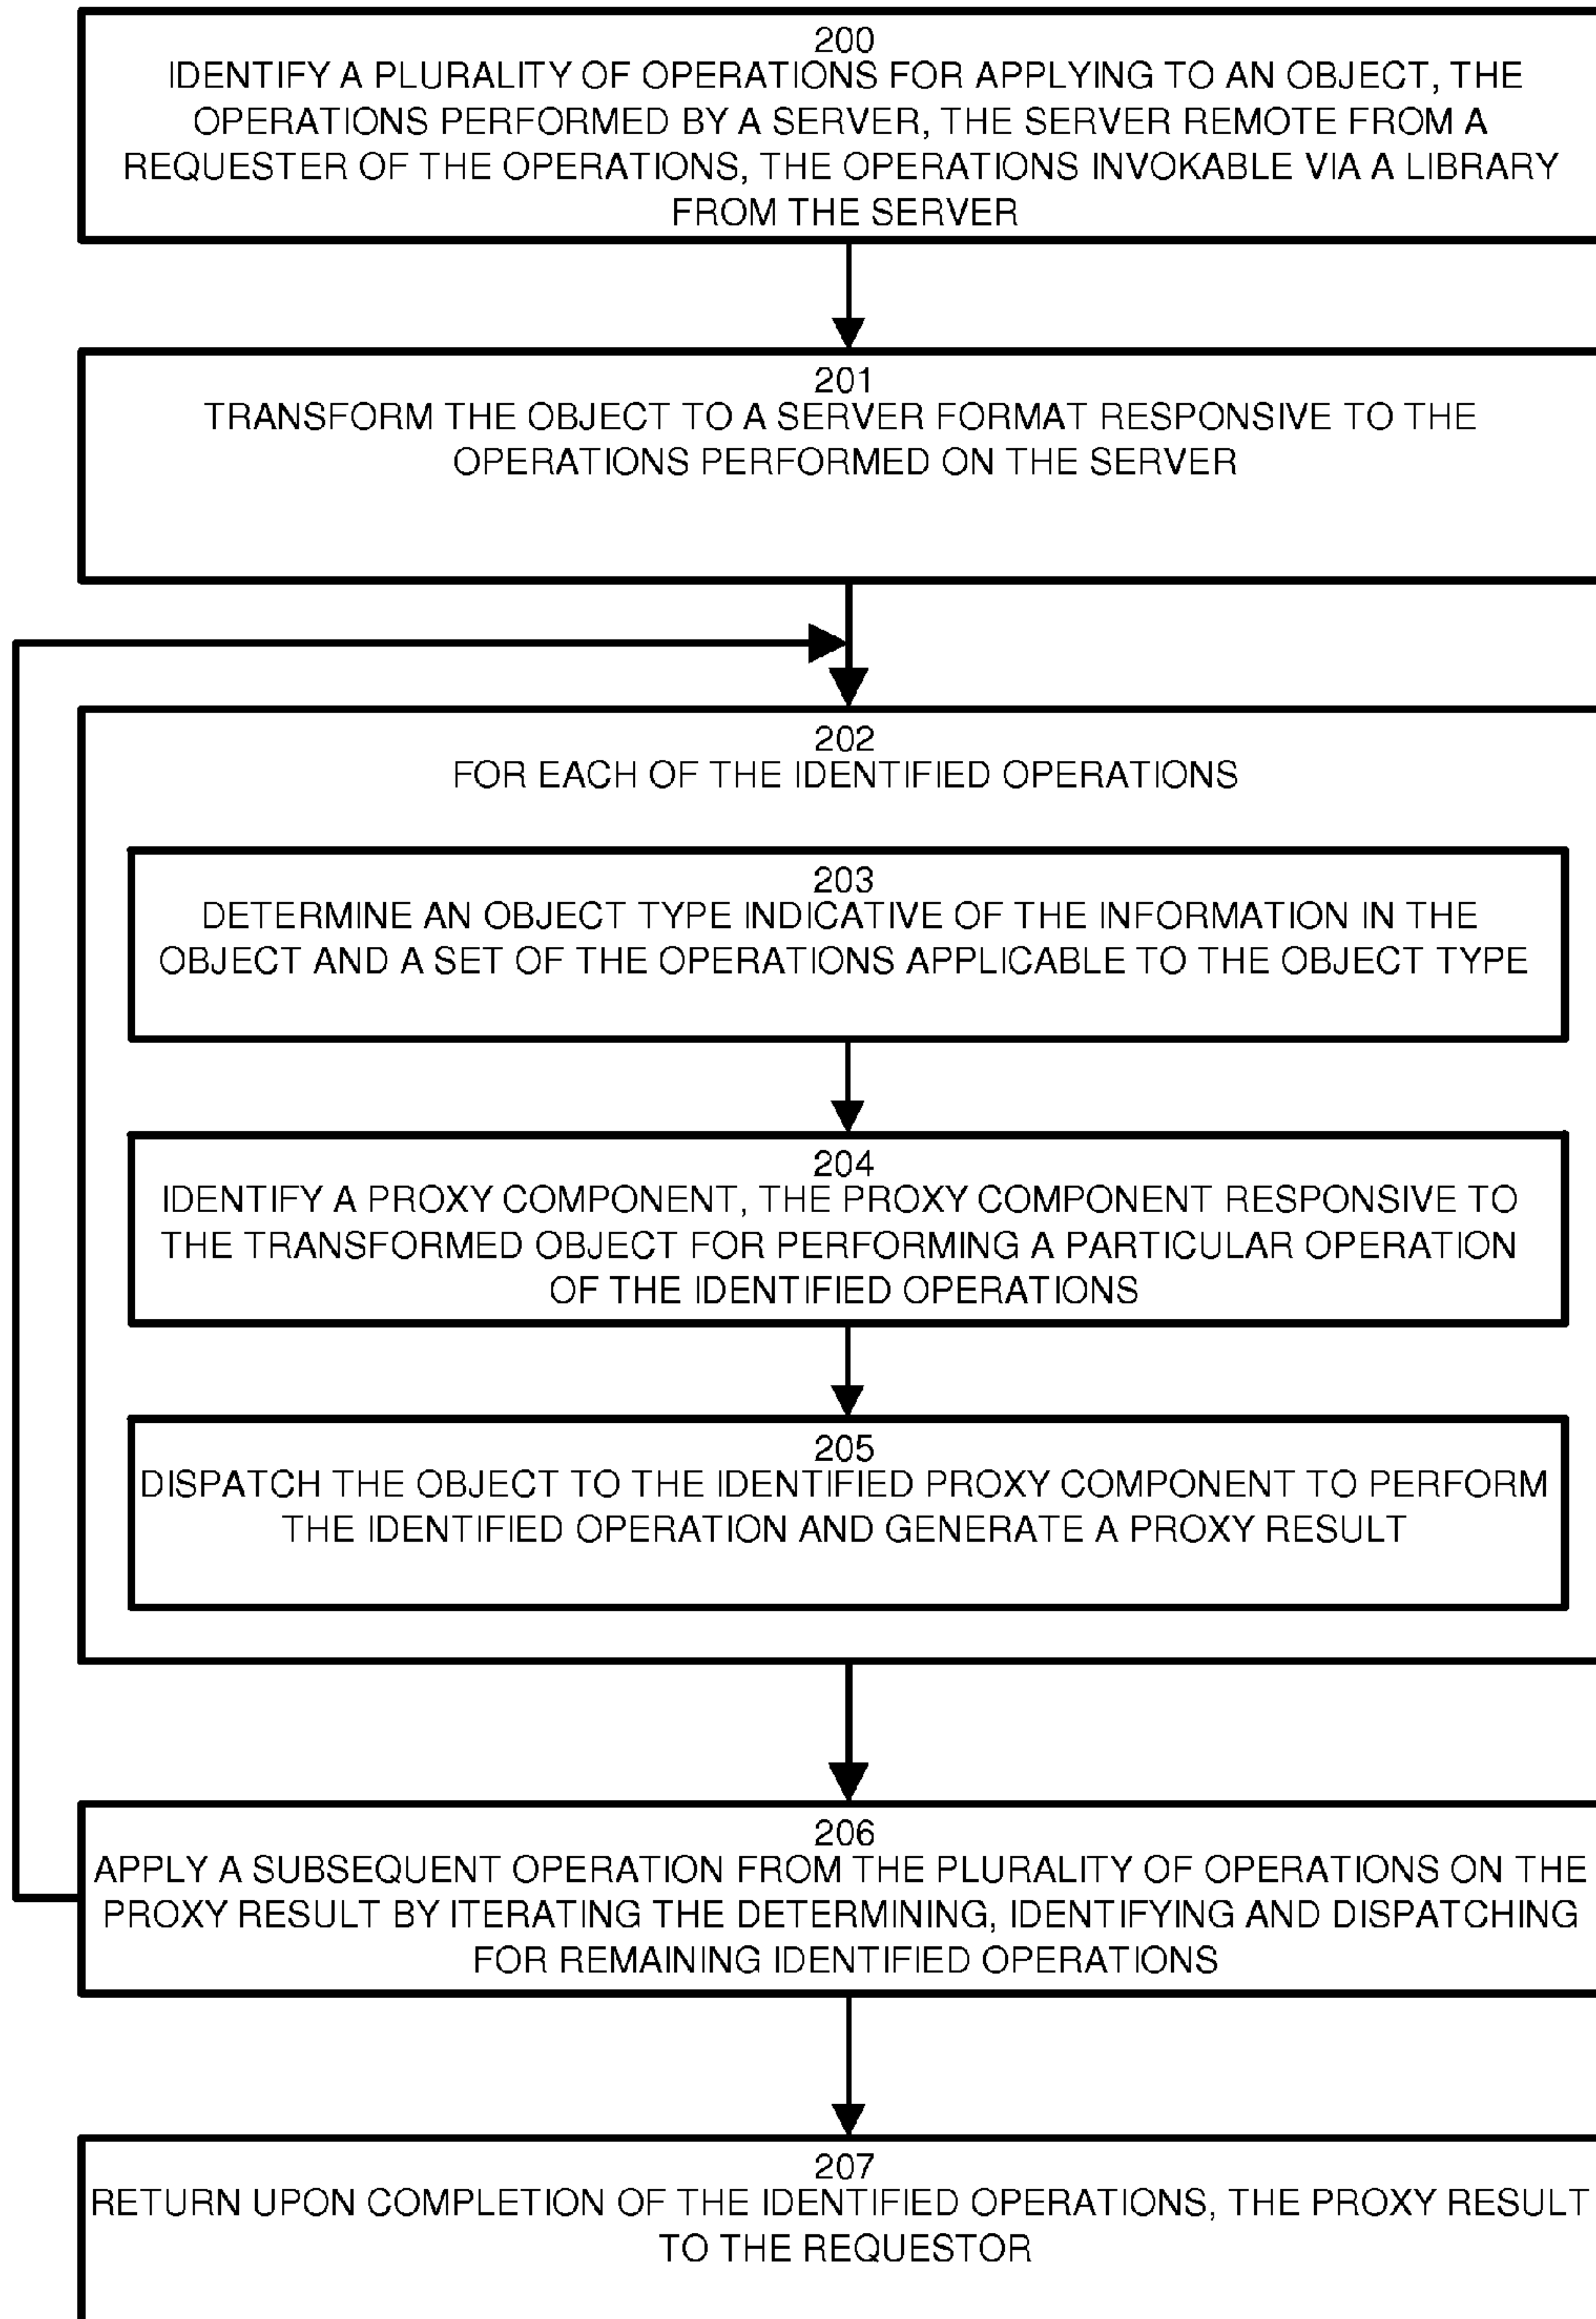 200
IDENTIFY A PLURALITY OF OPERATIONS FOR APPLYING TO AN OBJECT, THE
OPERATIONS PERFORMED BY A SERVER, THE SERVER REMOTE FROM A
REQUESTER OF THE OPERATIONS, THE OPERATIONS INVOKABLE VIA A LIBRARY
FROM THE SERVER
201
TRANSFORM THE OBJECT TO A SERVER FORMAT RESPONSIVE TO THE
OPERATIONS PERFORMED ON THE SERVER
202
FOR EACH OF THE IDENTIFIED OPERATIONS
203
DETERMINE AN OBJECT TYPE INDICATIVE OF THE INFORMATION IN THE
OBJECT AND A SET OF THE OPERATIONS APPLICABLE TO THE OBJECT TYPE
204
IDENTIFY A PROXY COMPONENT, THE PROXY COMPONENT RESPONSIVE TO
THE TRANSFORMED OBJECT FOR PERFORMING A PARTICULAR OPERATION
OF THE IDENTIFIED OPERATIONS
205
DISPATCH THE OBJECT TO THE IDENTIFIED PROXY COMPONENT TO PERFORM
THE IDENTIFIED OPERATION AND GENERATE A PROXY RESULT
206
APPLY A SUBSEQUENT OPERATION FROM THE PLURALITY OF OPERATIONS ON THE
PROXY RESULT BY ITERATING THE DETERMINING, IDENTIFYING AND DISPATCHING
FOR REMAINING IDENTIFIED OPERATIONS
207
RETURN UPON COMPLETION OF THE IDENTIFIED OPERATIONS, THE PROXY RESULT
TO THE REQUESTOR